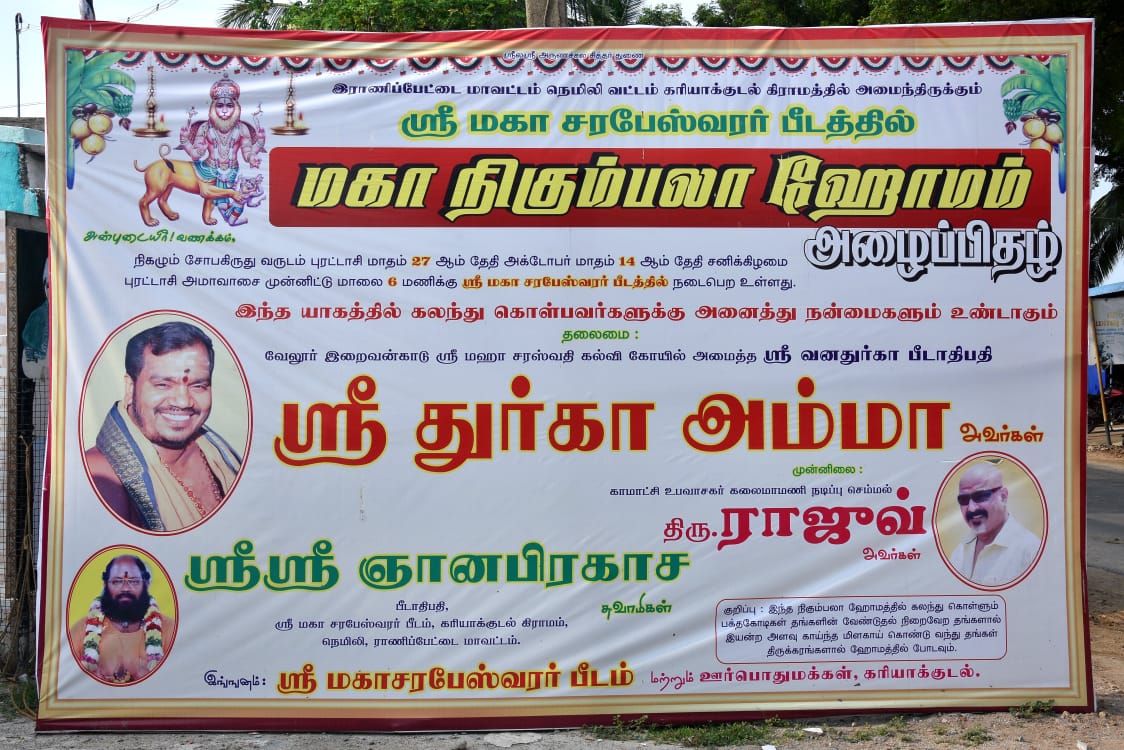 ஸ்ரீலஸ்ரீ அருணாச்சல சித்தர் துணை
இராணிப்பேட்டை மாவட்டம் நெமிலி வட்டம் கரியாக்குடல் கிராமத்தில் அமைந்திருக்கும்
ஸ்ரீ மகா சரபேஸ்வரர் பீடத்தில்
மகா நிகும்பலா ஹோமம்
அழைப்பிதழ்
அன்புடையீர்! வணக்கம்,
நிகழும் சோபகிருது வருடம் புரட்டாசி மாதம் 27 ஆம் தேதி அக்டோபர் மாதம் 14 ஆம் தேதி சனிக்கிழமை
புரட்டாசி அமாவாசை முன்னிட்டு மாலை 6 மணிக்கு ஸ்ரீ மகா சரபேஸ்வரர் பீடத்தில் நடைபெற உள்ளது.
இந்த யாகத்தில் கலந்து கொள்பவர்களுக்கு அனைத்து நன்மைகளும் உண்டாகும்
தலைமை :
வேலூர் இறைவன்காடு ஸ்ரீ மஹா சரஸ்வதி கல்வி கோயில் அமைத்த ஸ்ரீ வனதுர்கா பீடாதிபதி
ஸ்ரீ துர்கா அம்மா அவர்கள்
முன்னிலை :
காமாட்சி உபவாசகர் கலைமாமணி நடிப்பு செம்மல்
திரு. ராஜுவ்
அவர்கள்
ஸ்ரீஸ்ரீ ஞானபிரகாச
சுவாமிகள்
பீடாதிபதி,
ஸ்ரீ மகா சரபேஸ்வரர் பீடம், கரியாக்குடல் கிராமம்,
நெமிலி, ராணிப்பேட்டை மாவட்டம்.
குறிப்பு : இந்த நிகம்பலா ஹோமத்தில் கலந்து கொள்ளும்
பக்தகோடிகள் தங்களின் வேண்டுதல் நிறைவேற தங்களால்
இயன்ற அளவு காய்ந்த மிளகாய் கொண்டு வந்து தங்கள்
திருக்கரங்களால் ஹோமத்தில் போடவும்.
இங்ஙனம் : ஸ்ரீ மகாசரபேஸ்வரர் பீடம் மற்றும் ஊர்பொதுமக்கள், கரியாக்குடல்.